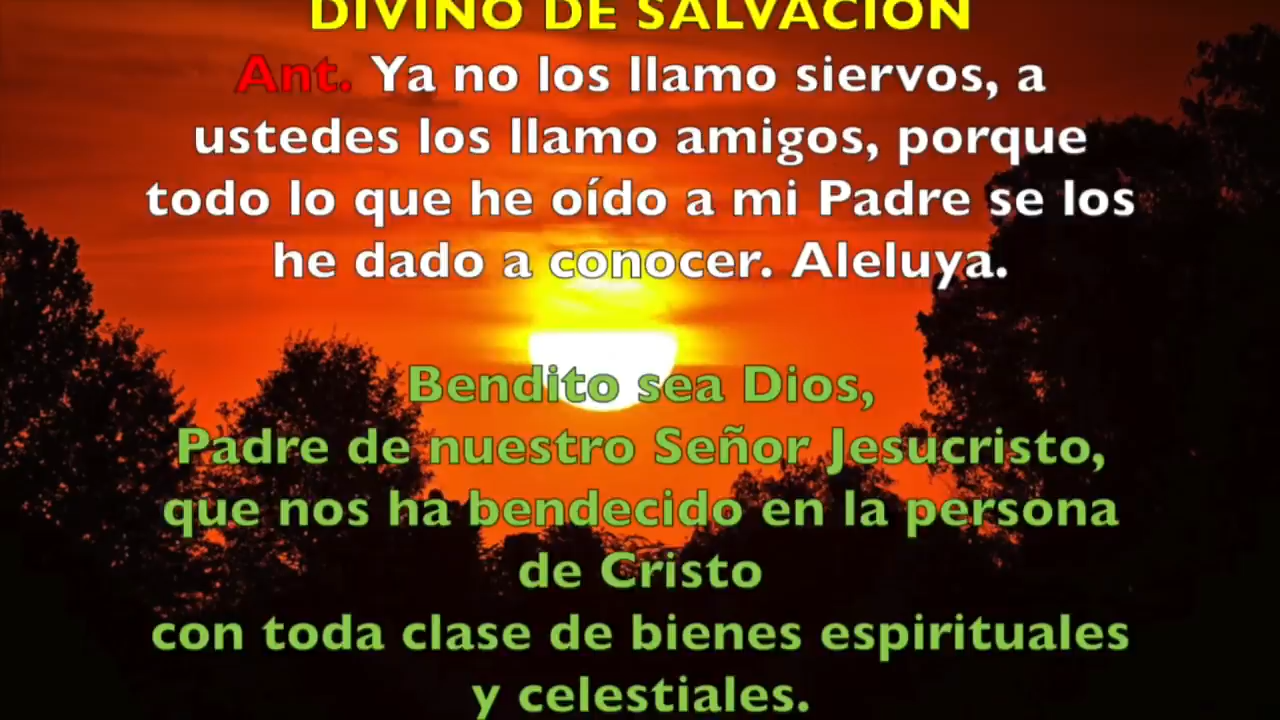 DIVINO DE SALVACIÓN
Ant. Ya no los llamo siervos, a
ustedes los llamo amigos, porque
todo lo que he oído a mi Padre se los
he dado a conocer. Aleluya.
Bendito sea Dios,
Padre de nuestro Señor Jesucristo,
que nos ha bendecido en la persona
de Cristo
con toda clase de bienes espirituales
y celestiales.